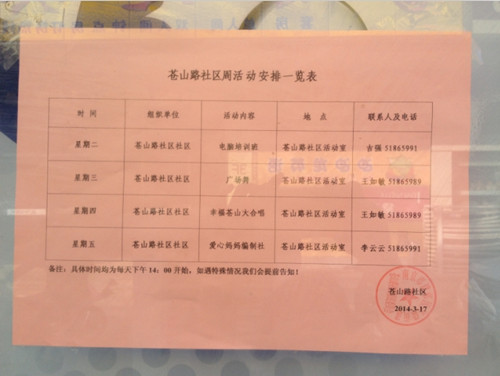 苍山路社区周活动安排一览表
时 间 组织单位 活动内容 地 点 联系人及电话
星期二 苍山路社区社区 电脑培训班 苍山路社区活动室 古强 51865991
星期三 苍山路社区社区 广场舞 苍山路社区活动室 王如敏 51865989
星期四 苍山路社区社区 幸福苍山大合唱 苍山路社区活动室 王如敏 51865989
星期五 苍山路社区社区 爱心妈妈编制社 苍山路社区活动室 李云云 51865991
备注：具体时间均为每天下午 14：00 开始，如遇特殊情况我们会提前告知！
苍山路社区
2014-3-17